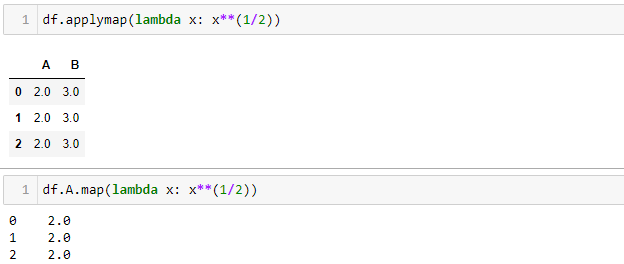 1 df.applymap(lambda x: x**(1/2))
A B
0 2.0 3.0
1 2.0 3.0
2 2.0 3.0
1 df.A.map(lambda x: x**(1/2))
0 2.0
1 2.0
2 2.0